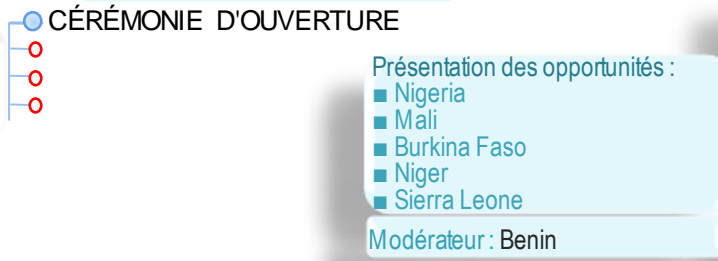 CÉRÉMONIE D'OUVERTURE
Présentation des opportunités :
■ Nigeria
■ Mali
■ Burkina Faso
■ Niger
■ Sierra Leone
Modérateur : Benin